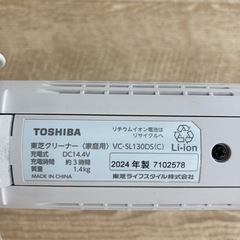 TOSHIBA
リチウムイオン電池は
リサイクルへ
Li-ion
東芝クリーナー（家庭用） VC-SL130DS(C)
充電式 DC14.4V
充電時間 約3時間
質量 1.4kg
MADE IN CHINA
2024年製 7102578
東芝ライフスタイル株式会社